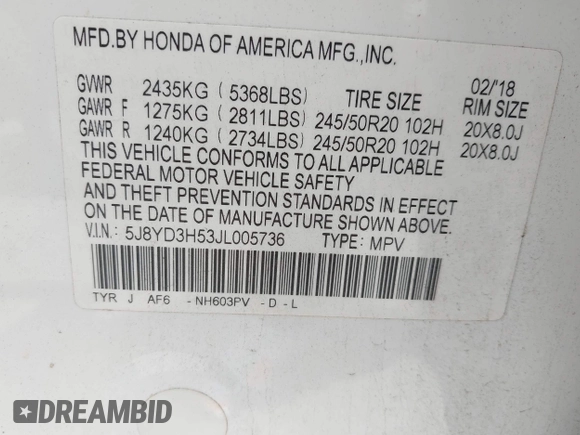 MFD.BY HONDA OF AMERICA MFG.,INC.
02/'18
GVWR 2435KG ( 5368LBS) TIRE SIZE RIM SIZE
GAWR F 1275KG ( 2811LBS) 245/50R20 102H 20X8.0J
GAWR R 1240KG ( 2734LBS) 245/50R20 102H 20X8.0J
THIS VEHICLE CONFORMS TO ALL APPLICABLE
FEDERAL MOTOR VEHICLE SAFETY
AND THEFT PREVENTION STANDARDS IN EFFECT
ON THE DATE OF MANUFACTURE SHOWN ABOVE.
V.I.N.: 5J8YD3H53JL005736 TYPE: MPV
TYR J AF6 - NH603PV - D - L
DREAMBID